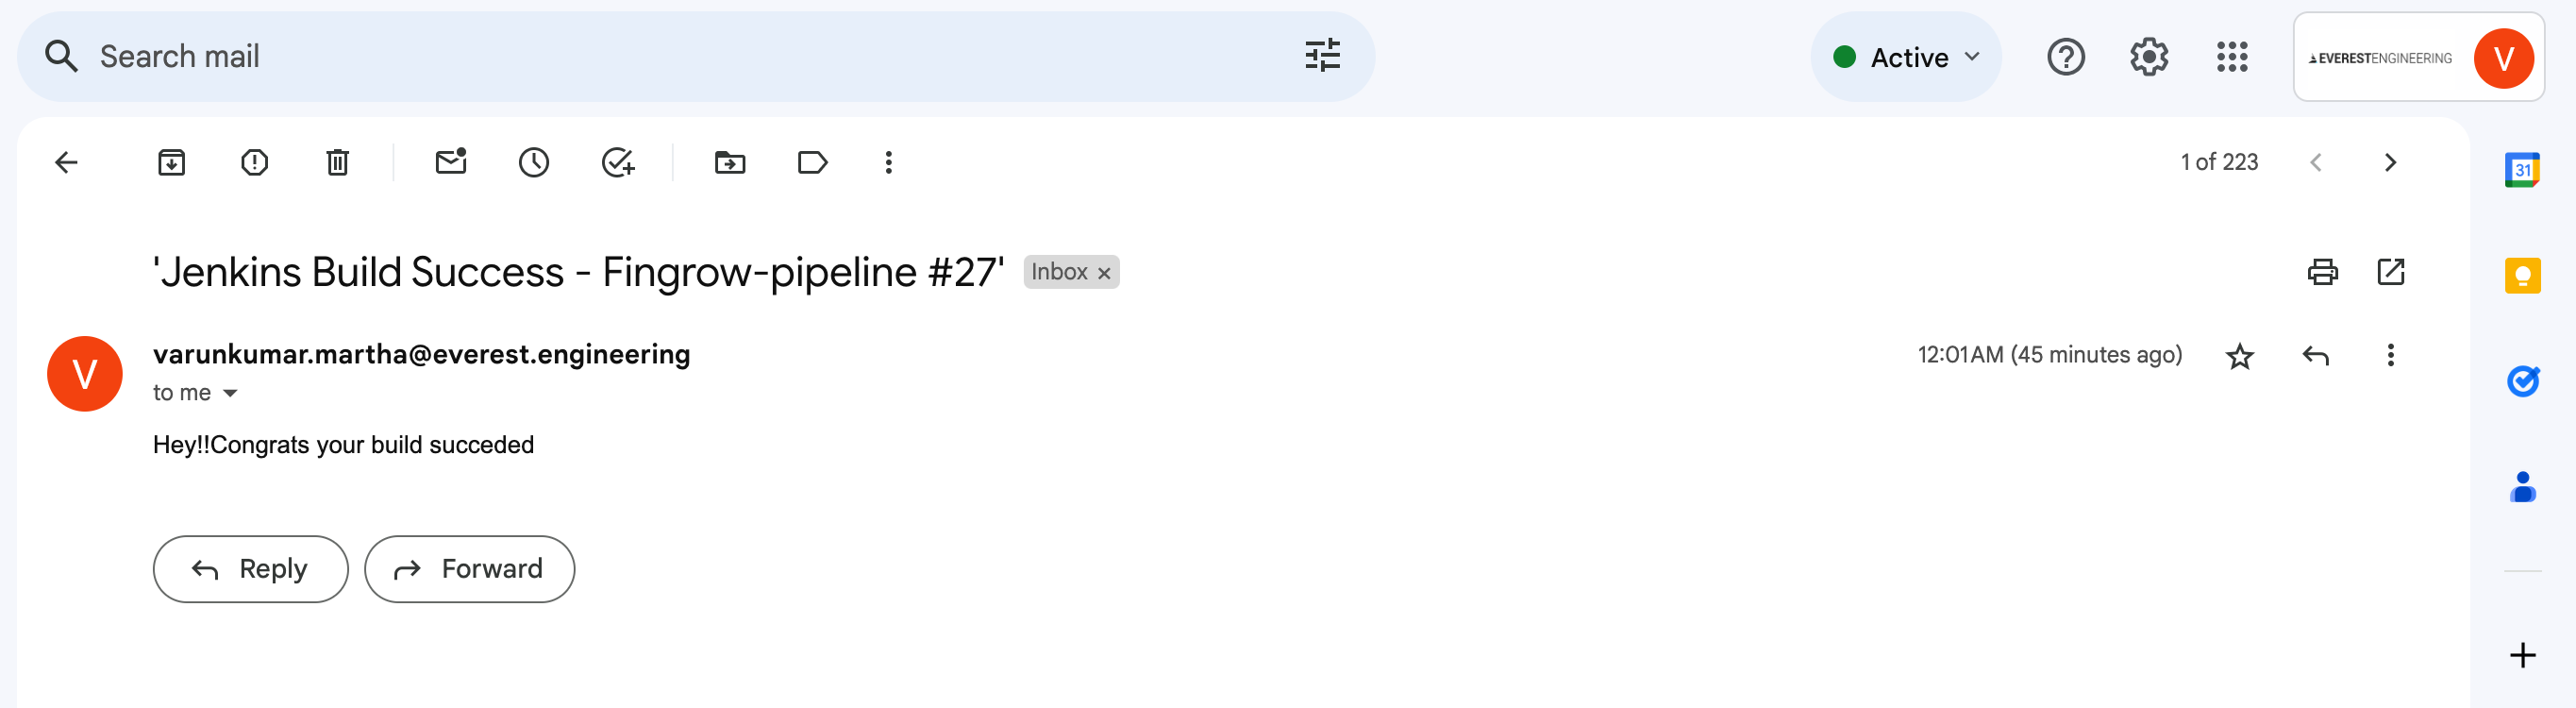 Search mail
Active
EVERESTENGINEERING
V
1 of 223
31
'Jenkins Build Success - Fingrow-pipeline #27'
Inbox ×
V
varunkumar.martha@everest.engineering
12:01 AM (45 minutes ago)
to me
Hey!!Congrats your build succeded
Reply
Forward